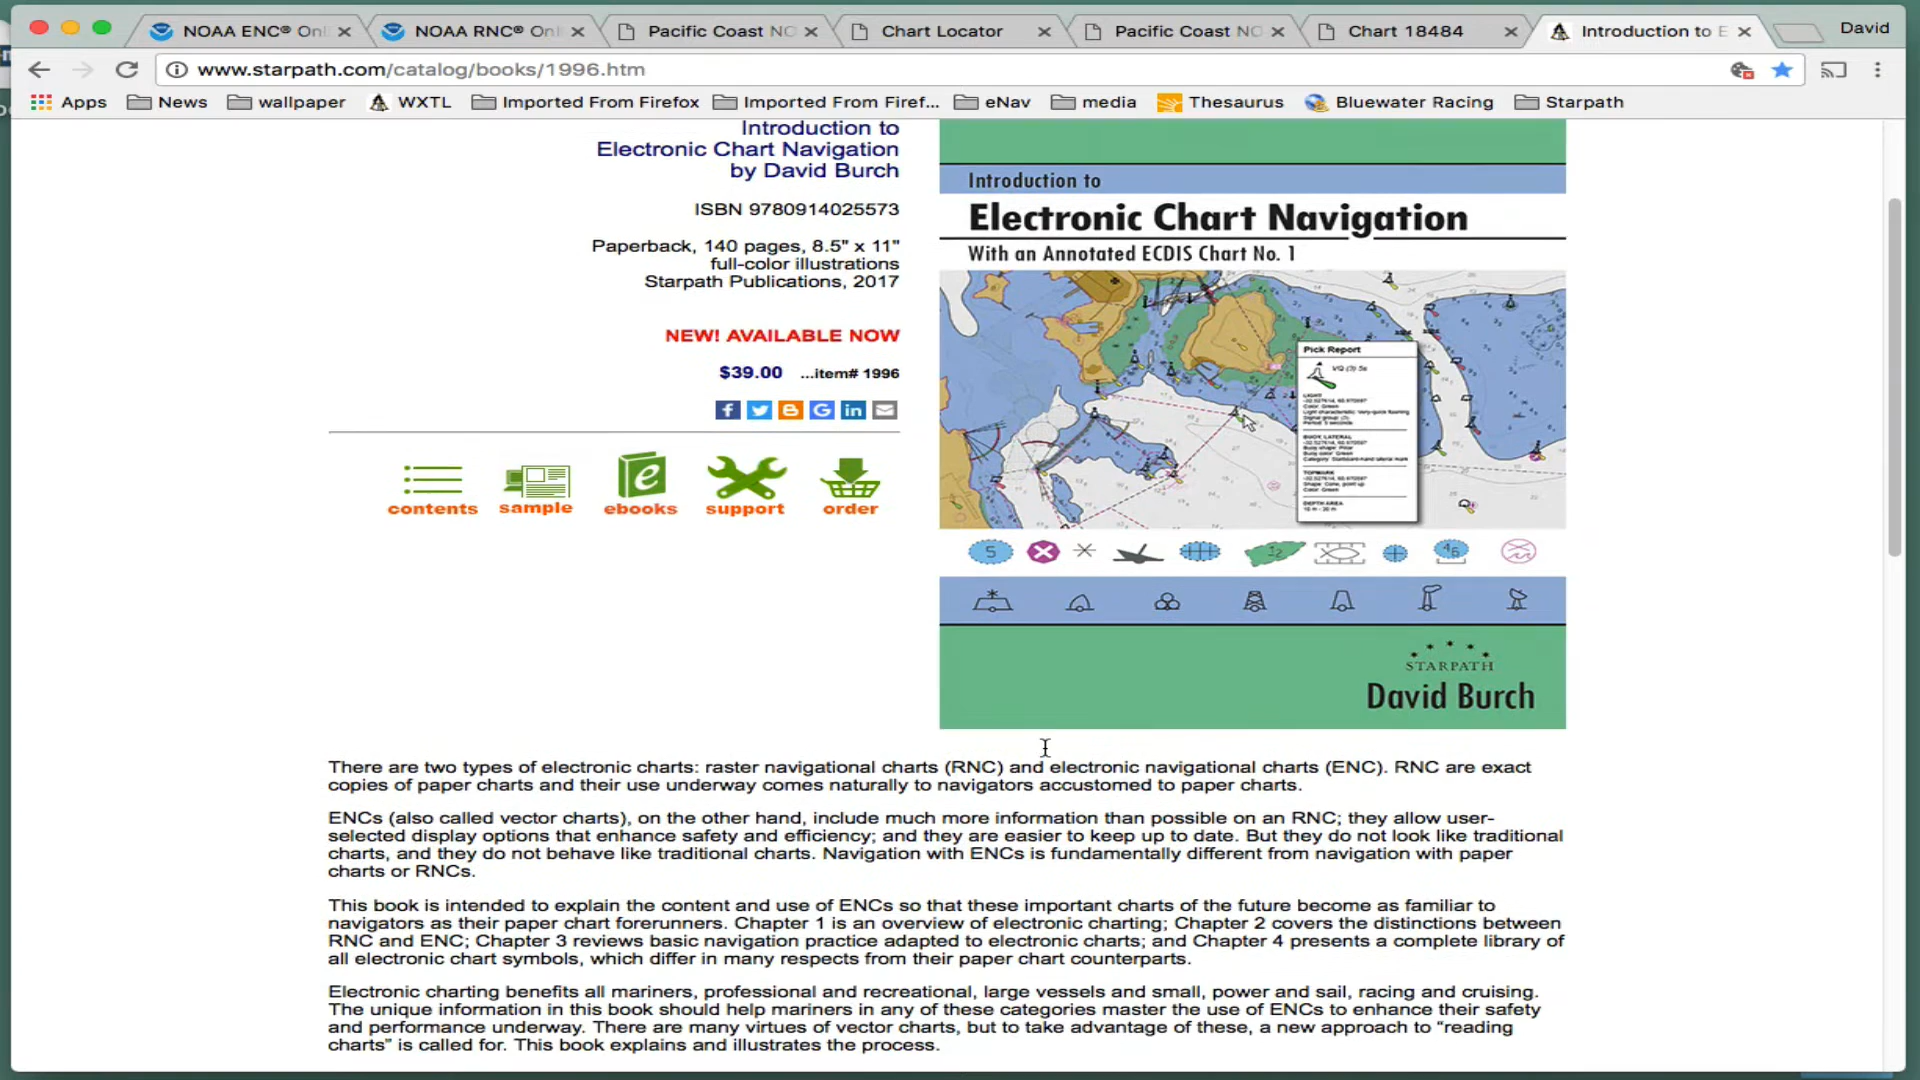 NOAA ENC® Onl
NOAA RNC® Onl
Pacific Coast NO
Chart Locator
Pacific Coast NO
Chart 18484
Introduction to E
David
www.starpath.com/catalog/books/1996.htm
Apps
News
wallpaper
WXTL
Imported From Firefox
Imported From Firef...
eNav
media
Thesaurus
Bluewater Racing
Starpath
Introduction to
Electronic Chart Navigation
by David Burch
ISBN 9780914025573
Paperback, 140 pages, 8.5" x 11"
full-color illustrations
Starpath Publications, 2017
NEW! AVAILABLE NOW
$39.00 ...item# 1996
contents
sample
ebooks
support
order
Introduction to
Electronic Chart Navigation
With an Annotated ECDIS Chart No. 1
Pick Report
VQ (3) 5s
LIGHT
Color: Green
BUOY, LATERAL
TOPMARK
DEPTH AREA
STARPATH
David Burch
There are two types of electronic charts: raster navigational charts (RNC) and electronic navigational charts (ENC). RNC are exact
copies of paper charts and their use underway comes naturally to navigators accustomed to paper charts.
ENCs (also called vector charts), on the other hand, include much more information than possible on an RNC; they allow user-
selected display options that enhance safety and efficiency; and they are easier to keep up to date. But they do not look like traditional
charts, and they do not behave like traditional charts. Navigation with ENCs is fundamentally different from navigation with paper
charts or RNCs.
This book is intended to explain the content and use of ENCs so that these important charts of the future become as familiar to
navigators as their paper chart forerunners. Chapter 1 is an overview of electronic charting; Chapter 2 covers the distinctions between
RNC and ENC; Chapter 3 reviews basic navigation practice adapted to electronic charts; and Chapter 4 presents a complete library of
all electronic chart symbols, which differ in many respects from their paper chart counterparts.
Electronic charting benefits all mariners, professional and recreational, large vessels and small, power and sail, racing and cruising.
The unique information in this book should help mariners in any of these categories master the use of ENCs to enhance their safety
and performance underway. There are many virtues of vector charts, but to take advantage of these, a new approach to “reading
charts” is called for. This book explains and illustrates the process.